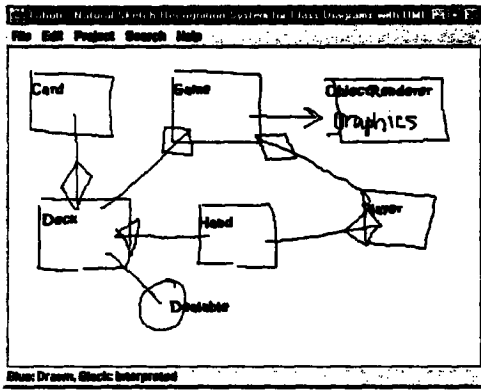 Tahuti - Natural Sketch Recognition System for Class Diagrams with UML
File Edit Project Search Help
Card
Game
ObjectRenderer
Graphics
Deck
Hand
Player
Dealable
Blue: Drawn, Black: Interpreted